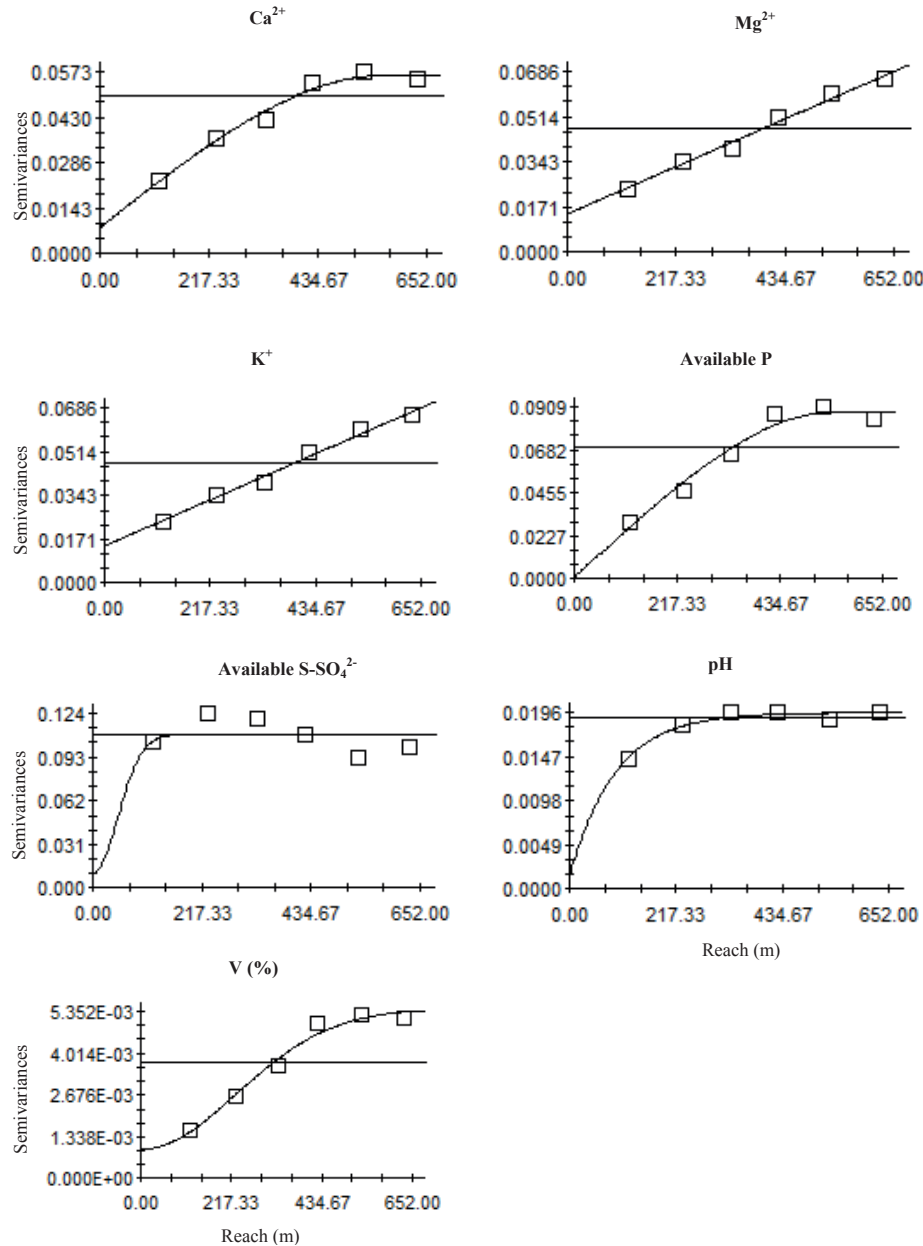 Ca2+
Mg2+
Semivariances
0.0573
0.0430
0.0286
0.0143
0.0000
0.00 217.33 434.67 652.00
0.0686
0.0514
0.0343
0.0171
0.0000
0.00 217.33 434.67 652.00
K+
Available P
Semivariances
0.0686
0.0514
0.0343
0.0171
0.0000
0.00 217.33 434.67 652.00
0.0909
0.0682
0.0455
0.0227
0.0000
0.00 217.33 434.67 652.00
Available S-SO42-
pH
Semivariances
0.124
0.093
0.062
0.031
0.000
0.00 217.33 434.67 652.00
0.0196
0.0147
0.0098
0.0049
0.0000
0.00 217.33 434.67 652.00
Reach (m)
V (%)
Semivariances
5.352E-03
4.014E-03
2.676E-03
1.338E-03
0.000E+00
0.00 217.33 434.67 652.00
Reach (m)